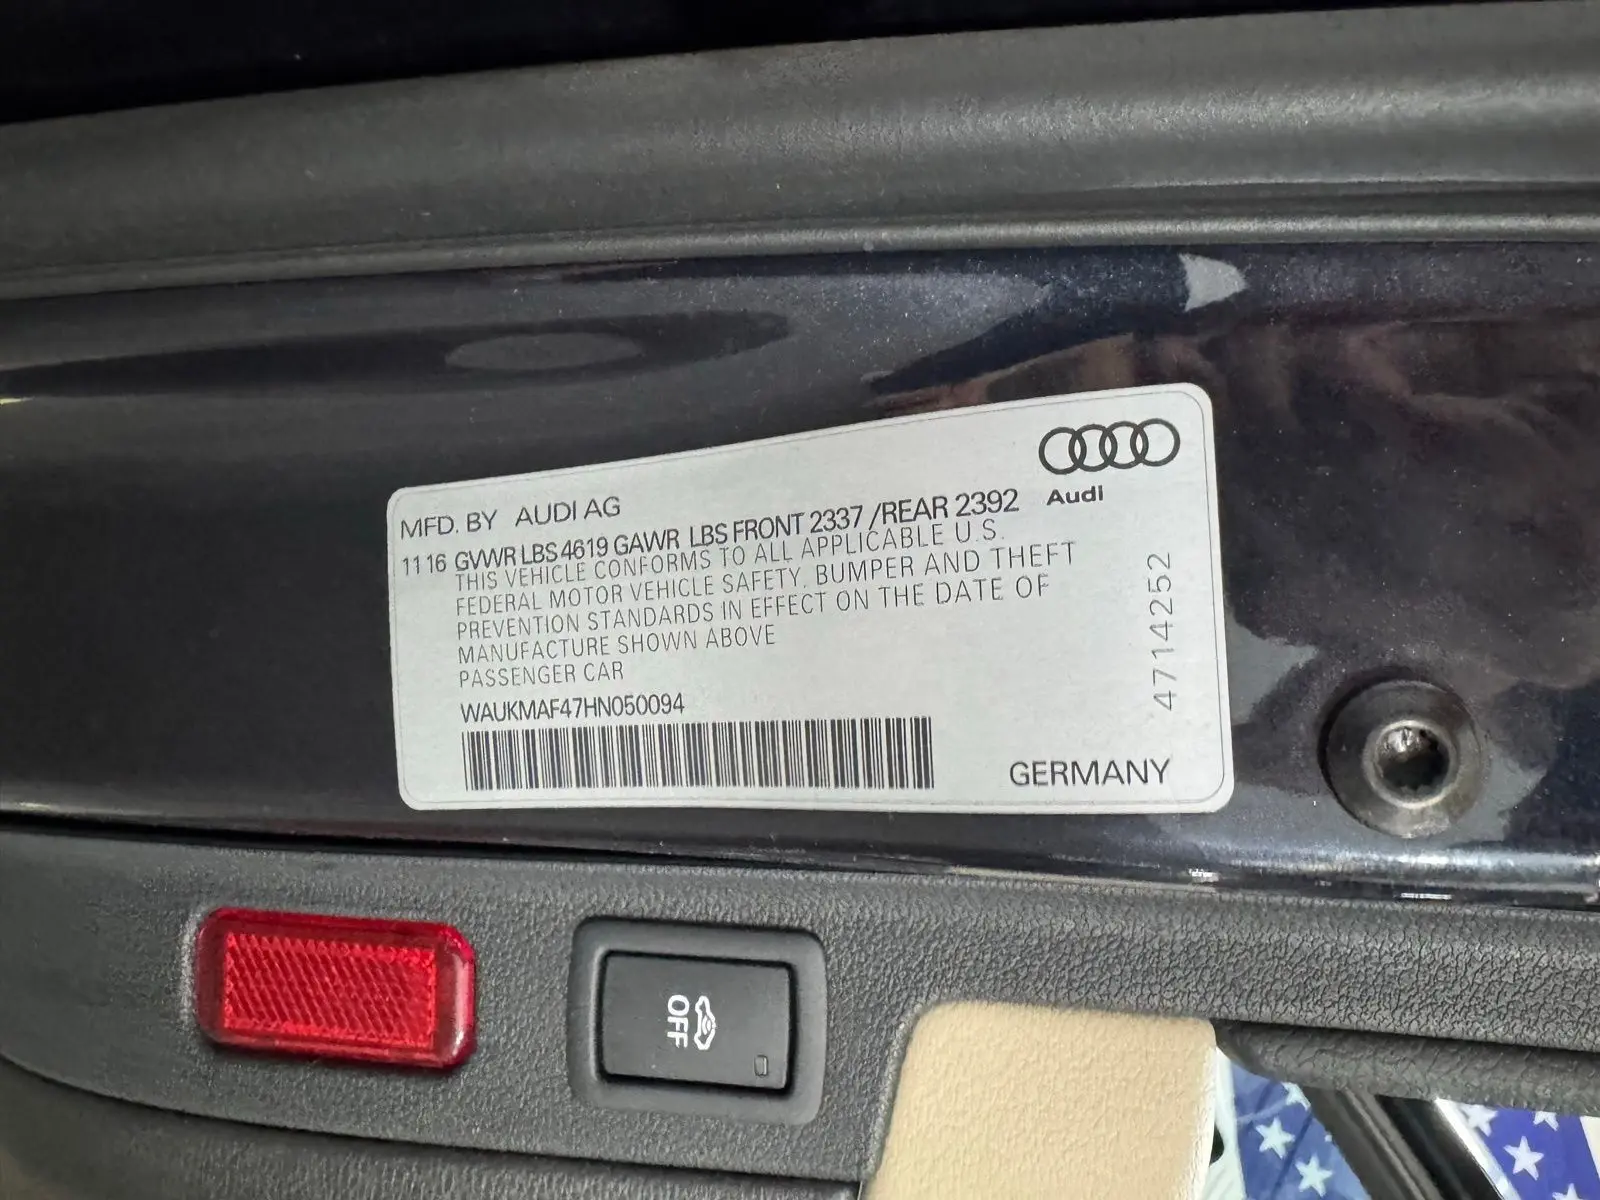 MFD. BY AUDI AG
11 16 GVWR LBS 4619 GAWR LBS FRONT 2337 /REAR 2392
Audi
THIS VEHICLE CONFORMS TO ALL APPLICABLE U.S.
FEDERAL MOTOR VEHICLE SAFETY, BUMPER AND THEFT
PREVENTION STANDARDS IN EFFECT ON THE DATE OF
MANUFACTURE SHOWN ABOVE
PASSENGER CAR
WAUKMAF47HN050094
4714252
GERMANY
OFF